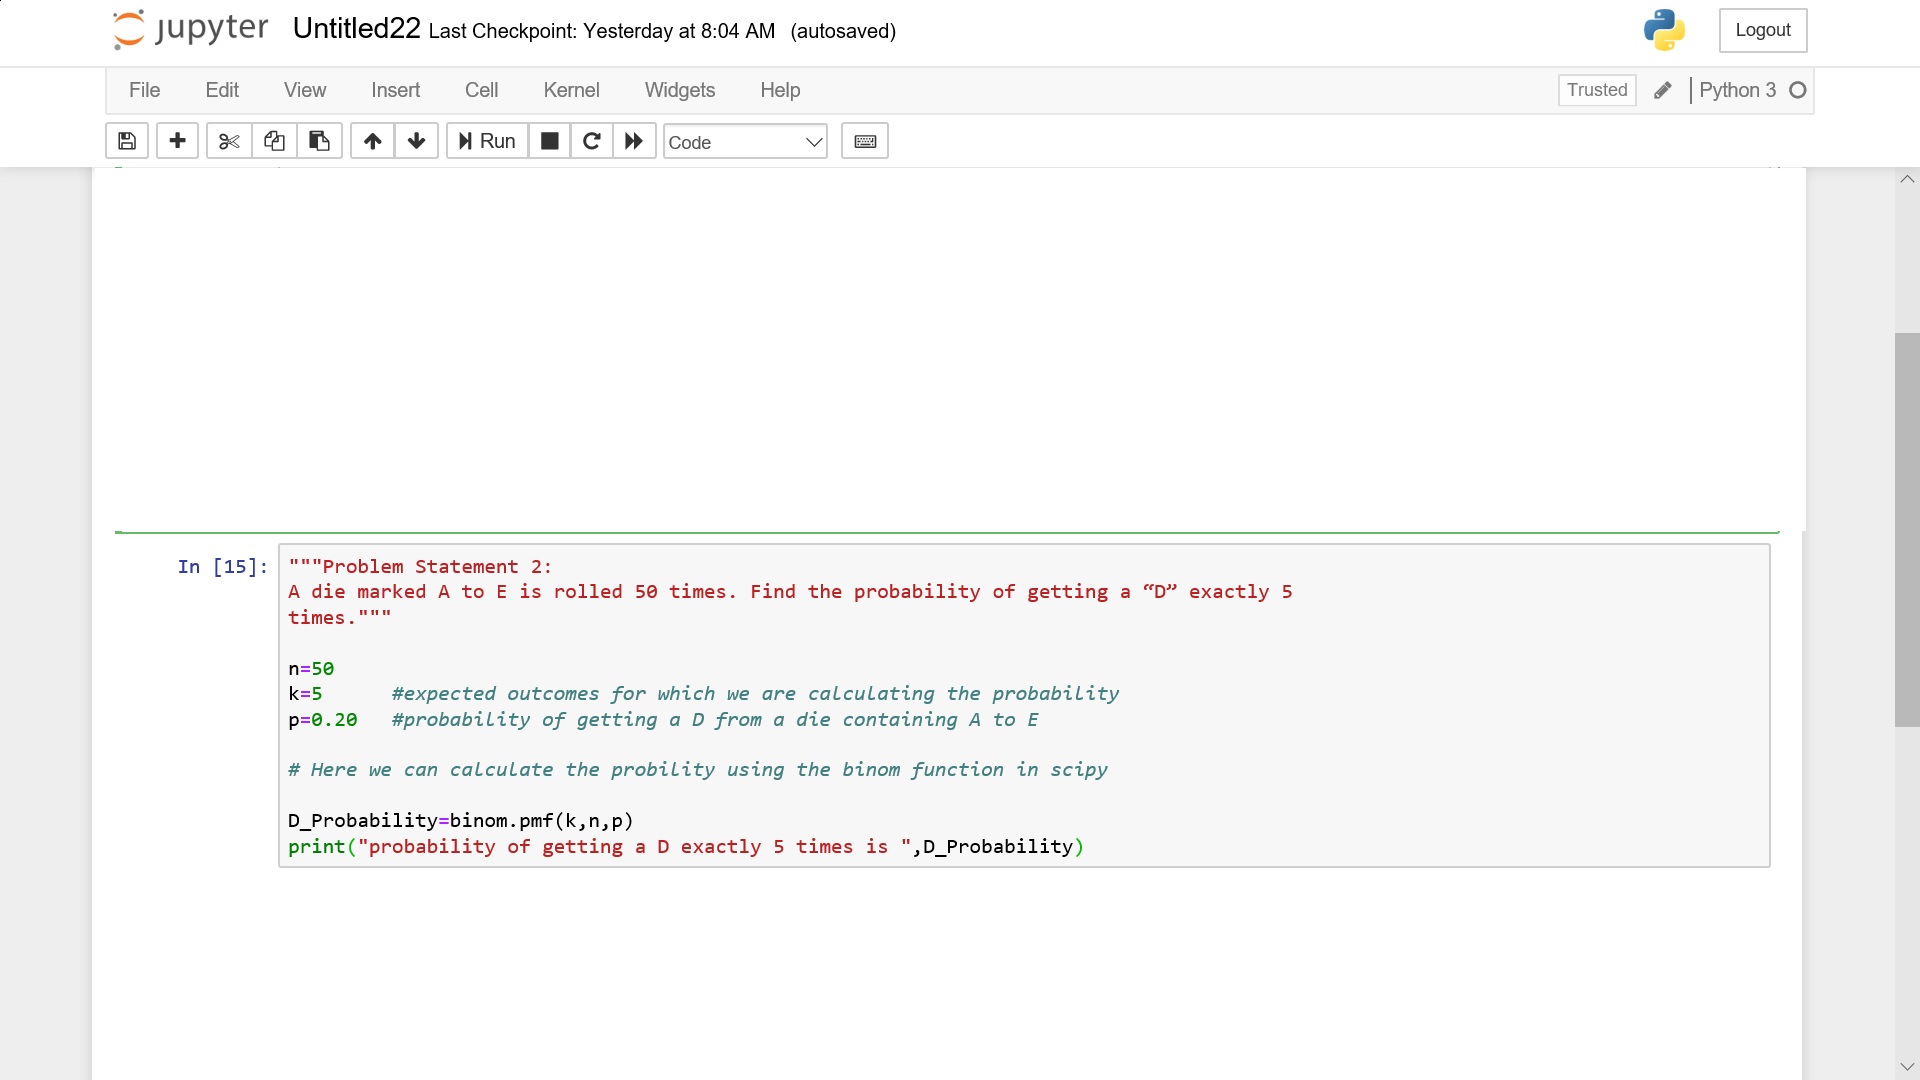 jupyter Untitled22 Last Checkpoint: Yesterday at 8:04 AM (autosaved) Logout
File Edit View Insert Cell Kernel Widgets Help Trusted Python 3
Run Code
In [15]: """Problem Statement 2:
A die marked A to E is rolled 50 times. Find the probability of getting a “D” exactly 5
times."""
n=50
k=5 #expected outcomes for which we are calculating the probability
p=0.20 #probability of getting a D from a die containing A to E
# Here we can calculate the probility using the binom function in scipy
D_Probability=binom.pmf(k,n,p)
print("probability of getting a D exactly 5 times is ",D_Probability)